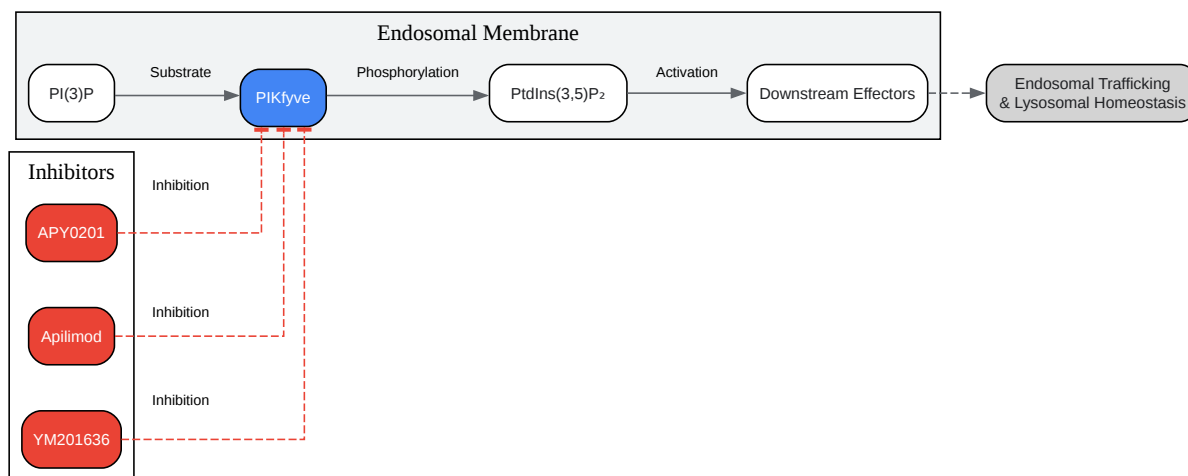 Endosomal Membrane
Substrate
Phosphorylation
Activation
PI(3)P
PIKfyve
PtdIns(3,5)P₂
Downstream Effectors
Endosomal Trafficking
& Lysosomal Homeostasis
Inhibitors
Inhibition
APY0201
Inhibition
Apilimod
Inhibition
YM201636